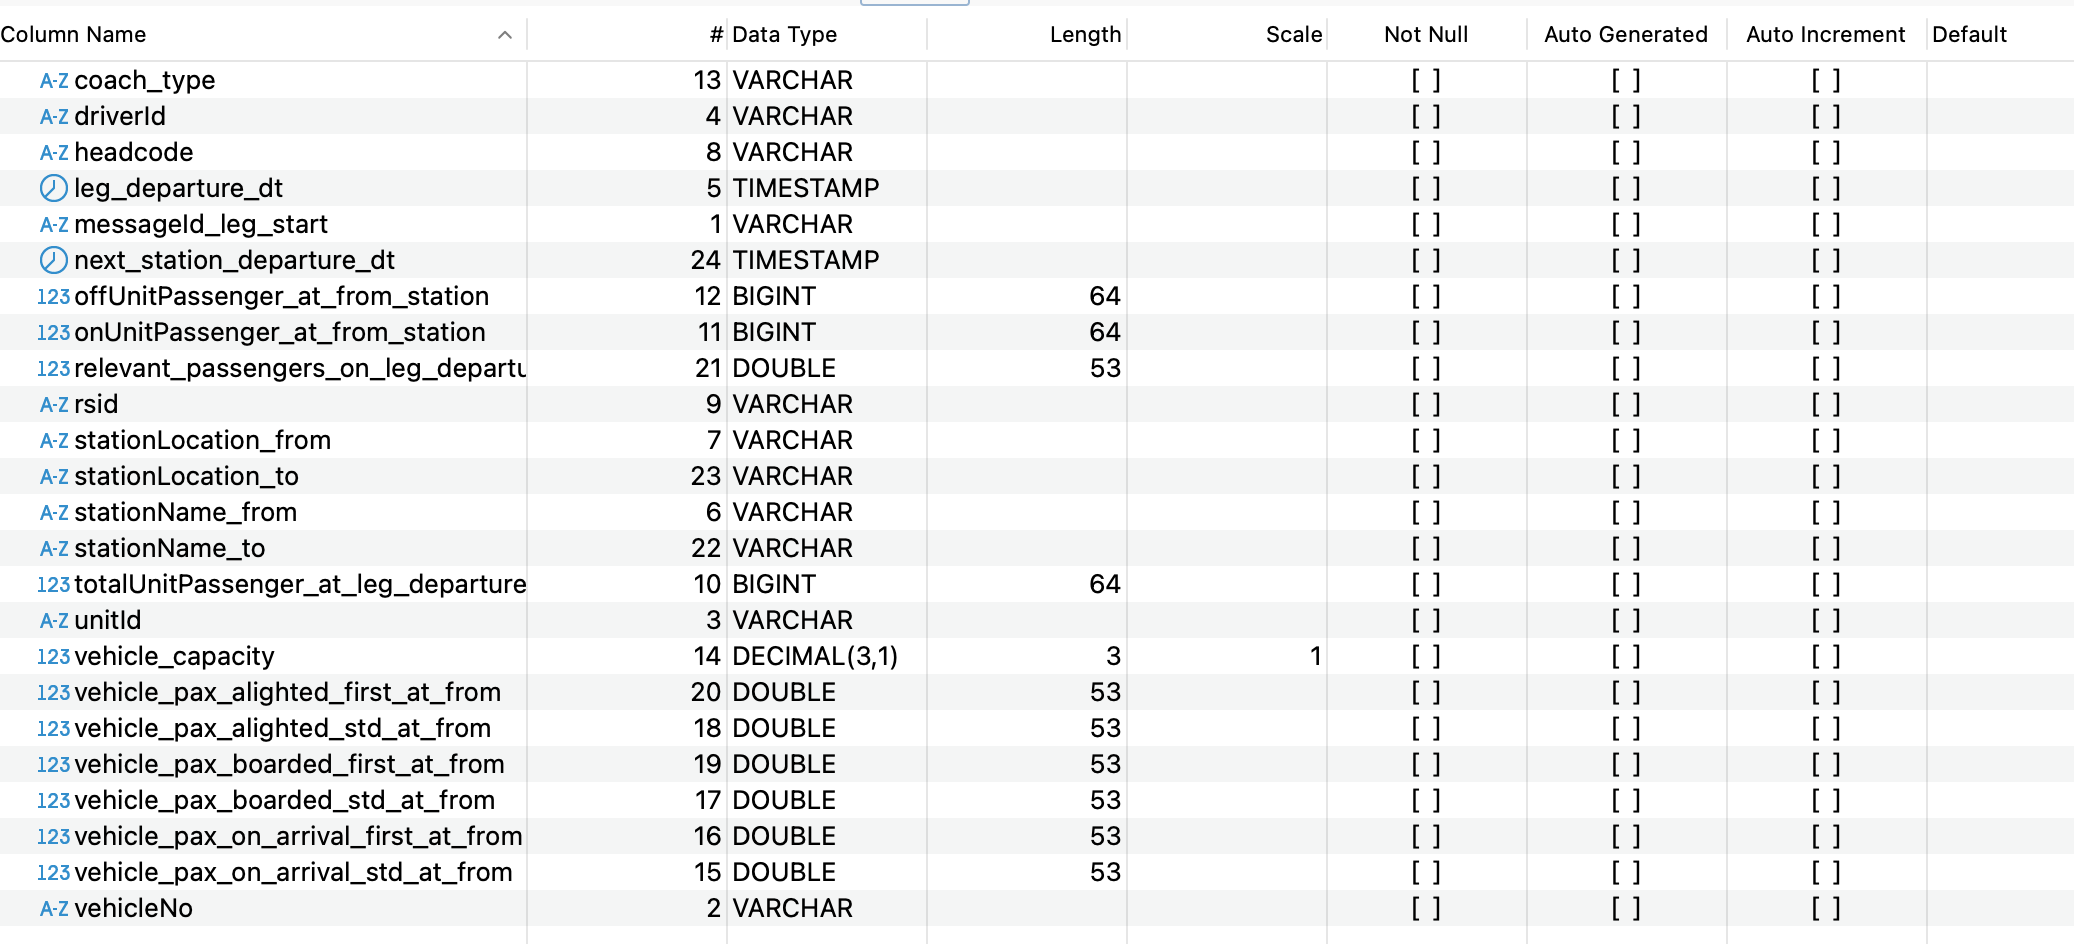 Column Name # Data Type Length Scale Not Null Auto Generated Auto Increment Default
A-Z coach_type 13 VARCHAR [ ] [ ] [ ]
A-Z driverId 4 VARCHAR [ ] [ ] [ ]
A-Z headcode 8 VARCHAR [ ] [ ] [ ]
leg_departure_dt 5 TIMESTAMP [ ] [ ] [ ]
A-Z messageId_leg_start 1 VARCHAR [ ] [ ] [ ]
next_station_departure_dt 24 TIMESTAMP [ ] [ ] [ ]
123 offUnitPassenger_at_from_station 12 BIGINT 64 [ ] [ ] [ ]
123 onUnitPassenger_at_from_station 11 BIGINT 64 [ ] [ ] [ ]
123 relevant_passengers_on_leg_departu 21 DOUBLE 53 [ ] [ ] [ ]
A-Z rsid 9 VARCHAR [ ] [ ] [ ]
A-Z stationLocation_from 7 VARCHAR [ ] [ ] [ ]
A-Z stationLocation_to 23 VARCHAR [ ] [ ] [ ]
A-Z stationName_from 6 VARCHAR [ ] [ ] [ ]
A-Z stationName_to 22 VARCHAR [ ] [ ] [ ]
123 totalUnitPassenger_at_leg_departure 10 BIGINT 64 [ ] [ ] [ ]
A-Z unitId 3 VARCHAR [ ] [ ] [ ]
123 vehicle_capacity 14 DECIMAL(3,1) 3 1 [ ] [ ] [ ]
123 vehicle_pax_alighted_first_at_from 20 DOUBLE 53 [ ] [ ] [ ]
123 vehicle_pax_alighted_std_at_from 18 DOUBLE 53 [ ] [ ] [ ]
123 vehicle_pax_boarded_first_at_from 19 DOUBLE 53 [ ] [ ] [ ]
123 vehicle_pax_boarded_std_at_from 17 DOUBLE 53 [ ] [ ] [ ]
123 vehicle_pax_on_arrival_first_at_from 16 DOUBLE 53 [ ] [ ] [ ]
123 vehicle_pax_on_arrival_std_at_from 15 DOUBLE 53 [ ] [ ] [ ]
A-Z vehicleNo 2 VARCHAR [ ] [ ] [ ]